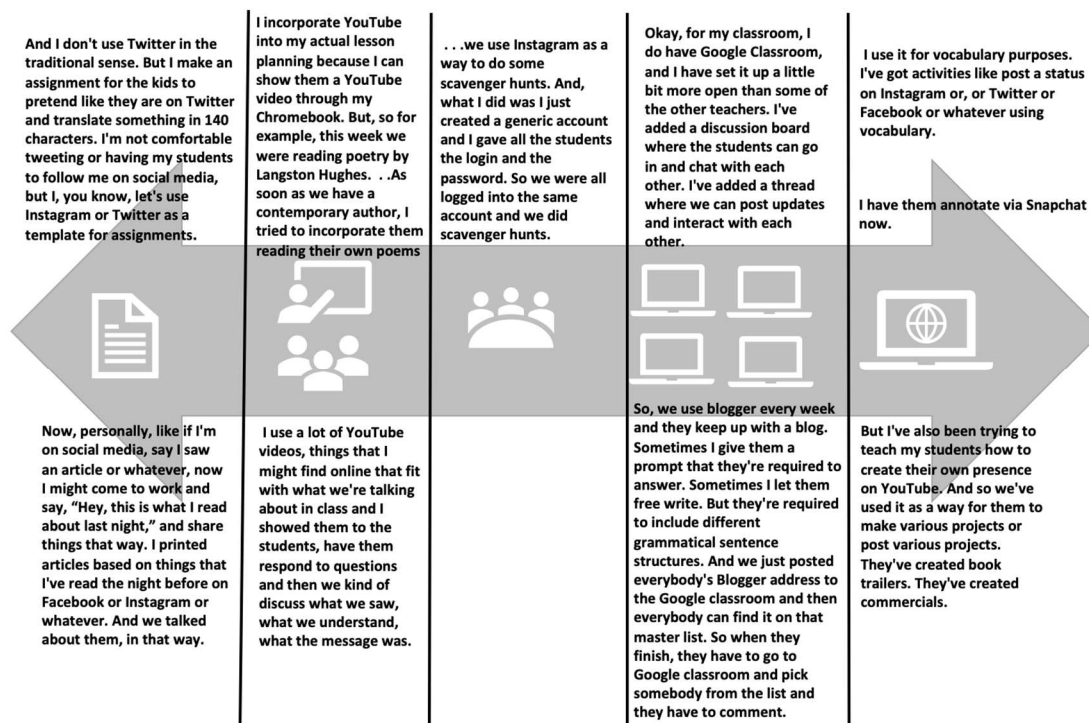 And I don't use Twitter in the
traditional sense. But I make an
assignment for the kids to
pretend like they are on Twitter
and translate something in 140
characters. I'm not comfortable
tweeting or having my students
to follow me on social media,
but I, you know, let's use
Instagram or Twitter as a
template for assignments.
Now, personally, like if I'm
on social media, say I saw
an article or whatever, now
I might come to work and
say, “Hey, this is what I read
about last night,” and share
things that way. I printed
articles based on things that
I've read the night before on
Facebook or Instagram or
whatever. And we talked
about them, in that way.
I incorporate YouTube
into my actual lesson
planning because I can
show them a YouTube
video through my
Chromebook. But, so for
example, this week we
were reading poetry by
Langston Hughes. . .As
soon as we have a
contemporary author, I
tried to incorporate them
reading their own poems
I use a lot of YouTube
videos, things that I
might find online that fit
with what we're talking
about in class and I
showed them to the
students, have them
respond to questions
and then we kind of
discuss what we saw,
what we understand,
what the message was.
. . .we use Instagram as a
way to do some
scavenger hunts. And,
what I did was I just
created a generic account
and I gave all the students
the login and the
password. So we were all
logged into the same
account and we did
scavenger hunts.
Okay, for my classroom, I
do have Google Classroom,
and I have set it up a little
bit more open than some of
the other teachers. I've
added a discussion board
where the students can go
in and chat with each
other. I've added a thread
where we can post updates
and interact with each
other.
So, we use blogger every week
and they keep up with a blog.
Sometimes I give them a
prompt that they're required to
answer. Sometimes I let them
free write. But they're required
to include different
grammatical sentence
structures. And we just posted
everybody's Blogger address to
the Google classroom and then
everybody can find it on that
master list. So when they
finish, they have to go to
Google classroom and pick
somebody from the list and
they have to comment.
I use it for vocabulary purposes.
I've got activities like post a status
on Instagram or, or Twitter or
Facebook or whatever using
vocabulary.
I have them annotate via Snapchat
now.
But I've also been trying to
teach my students how to
create their own presence
on YouTube. And so we've
used it as a way for them to
make various projects or
post various projects.
They've created book
trailers. They've created
commercials.